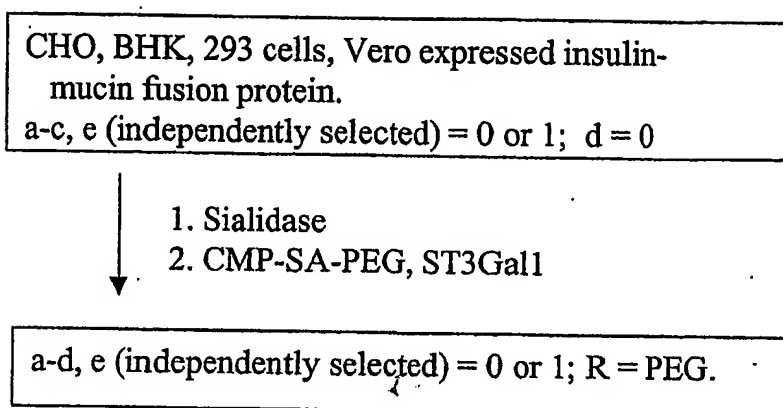 CHO, BHK, 293 cells, Vero expressed insulin-
mucin fusion protein.
a-c, e (independently selected) = 0 or 1; d = 0
1. Sialidase
2. CMP-SA-PEG, ST3Gal1
a-d, e (independently selected) = 0 or 1; R = PEG.